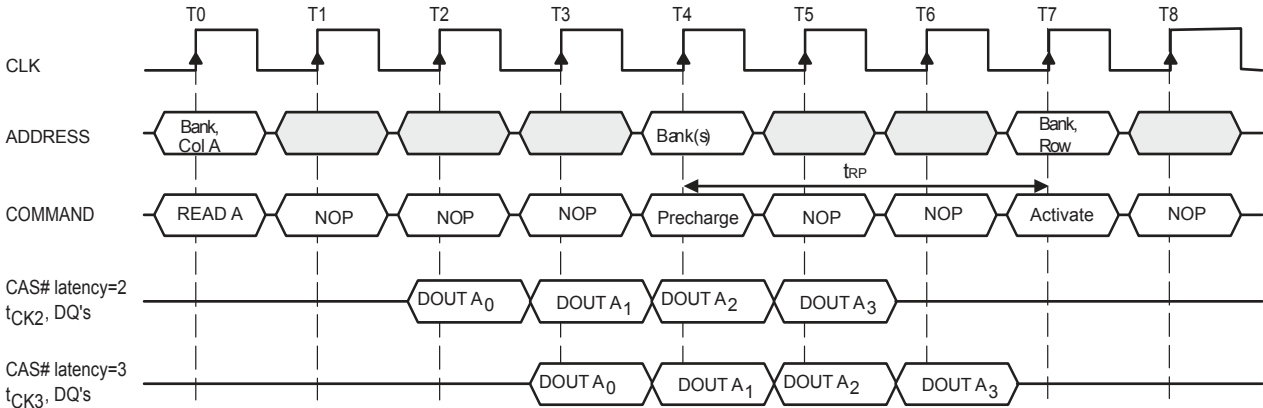 T0 T1 T2 T3 T4 T5 T6 T7 T8
CLK
ADDRESS
Bank,
Col A
Bank(s)
Bank,
Row
tRP
COMMAND
READ A NOP NOP NOP Precharge NOP NOP Activate NOP
CAS# latency=2
tCK2, DQ's
DOUT A0 DOUT A1 DOUT A2 DOUT A3
CAS# latency=3
tCK3, DQ's
DOUT A0 DOUT A1 DOUT A2 DOUT A3